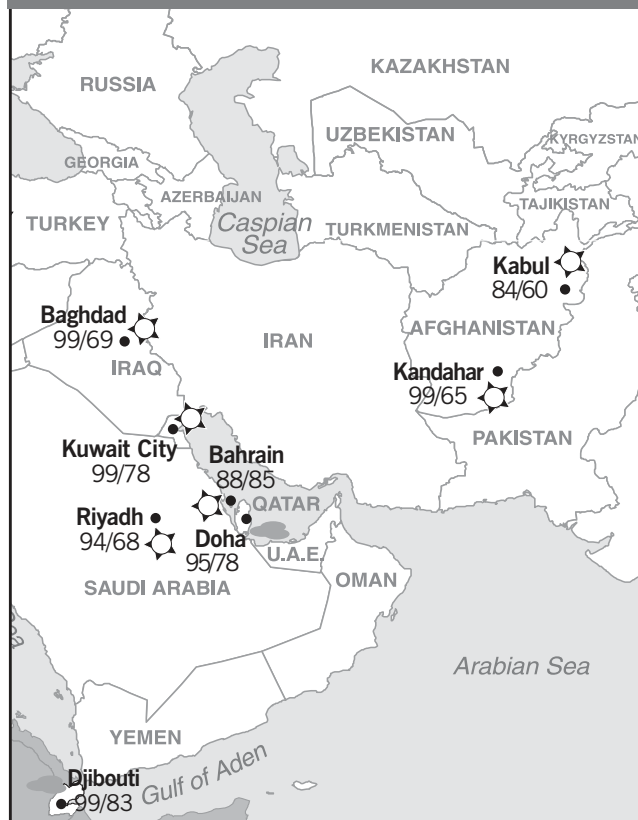 KAZAKHSTAN
RUSSIA
UZBEKISTAN
KYRGYZSTAN
GEORGIA
AZERBAIJAN
TAJIKISTAN
TURKEY
Caspian
Sea
TURKMENISTAN
Kabul
84/60
Baghdad
99/69
IRAQ
IRAN
AFGHANISTAN
Kandahar
99/65
PAKISTAN
Kuwait City
99/78
Bahrain
88/85
QATAR
Riyadh
94/68
Doha
95/78
U.A.E.
SAUDI ARABIA
OMAN
Arabian Sea
YEMEN
Gulf of Aden
Djibouti
99/83